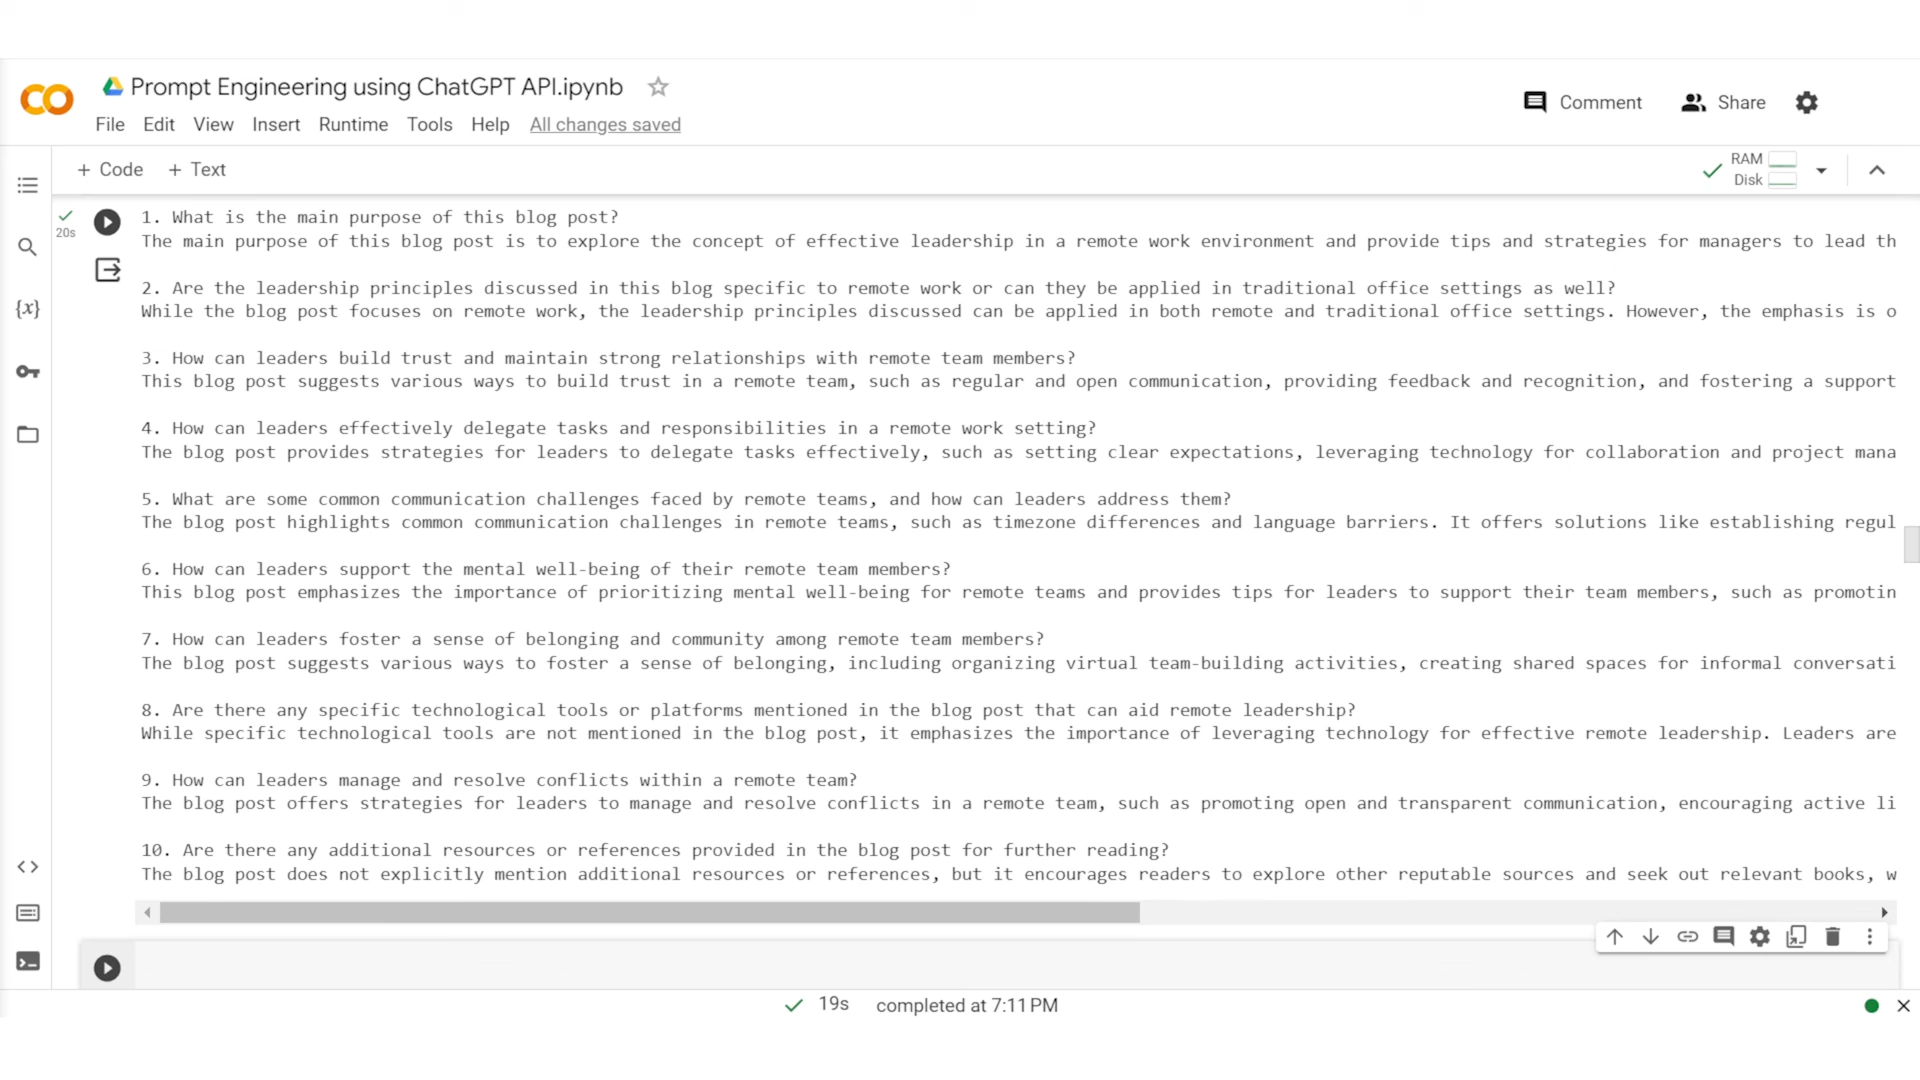 Prompt Engineering using ChatGPT API.ipynb
Comment
Share
File Edit View Insert Runtime Tools Help All changes saved
+ Code + Text
RAM
Disk
20s
1. What is the main purpose of this blog post?
The main purpose of this blog post is to explore the concept of effective leadership in a remote work environment and provide tips and strategies for managers to lead th
2. Are the leadership principles discussed in this blog specific to remote work or can they be applied in traditional office settings as well?
While the blog post focuses on remote work, the leadership principles discussed can be applied in both remote and traditional office settings. However, the emphasis is o
3. How can leaders build trust and maintain strong relationships with remote team members?
This blog post suggests various ways to build trust in a remote team, such as regular and open communication, providing feedback and recognition, and fostering a support
4. How can leaders effectively delegate tasks and responsibilities in a remote work setting?
The blog post provides strategies for leaders to delegate tasks effectively, such as setting clear expectations, leveraging technology for collaboration and project mana
5. What are some common communication challenges faced by remote teams, and how can leaders address them?
The blog post highlights common communication challenges in remote teams, such as timezone differences and language barriers. It offers solutions like establishing regul
6. How can leaders support the mental well-being of their remote team members?
This blog post emphasizes the importance of prioritizing mental well-being for remote teams and provides tips for leaders to support their team members, such as promotin
7. How can leaders foster a sense of belonging and community among remote team members?
The blog post suggests various ways to foster a sense of belonging, including organizing virtual team-building activities, creating shared spaces for informal conversati
8. Are there any specific technological tools or platforms mentioned in the blog post that can aid remote leadership?
While specific technological tools are not mentioned in the blog post, it emphasizes the importance of leveraging technology for effective remote leadership. Leaders are
9. How can leaders manage and resolve conflicts within a remote team?
The blog post offers strategies for leaders to manage and resolve conflicts in a remote team, such as promoting open and transparent communication, encouraging active li
10. Are there any additional resources or references provided in the blog post for further reading?
The blog post does not explicitly mention additional resources or references, but it encourages readers to explore other reputable sources and seek out relevant books, w
19s completed at 7:11 PM